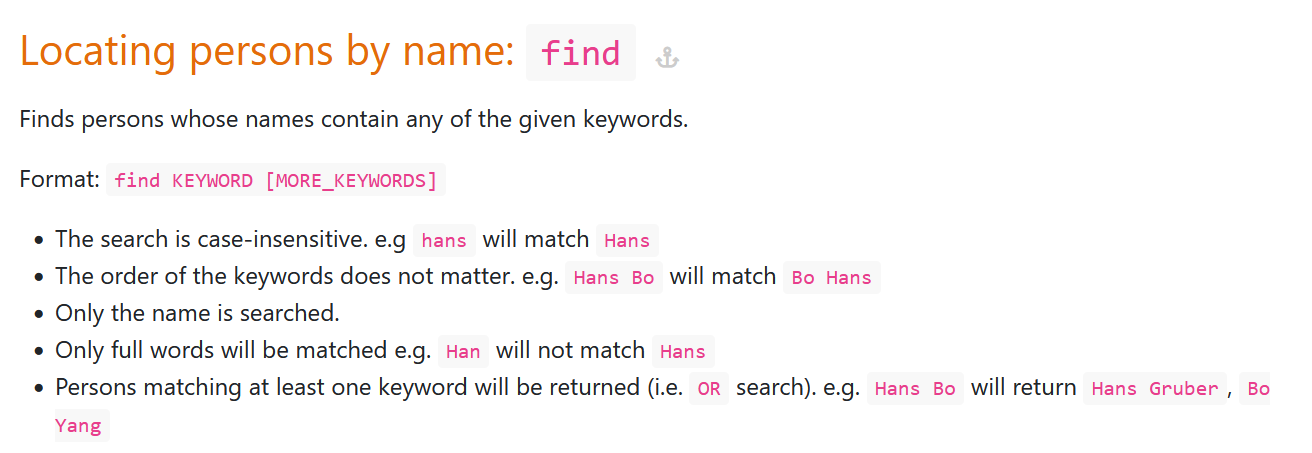 Locating persons by name: find
Finds persons whose names contain any of the given keywords.
Format: find KEYWORD [MORE_KEYWORDS]
• The search is case-insensitive. e.g hans will match Hans
• The order of the keywords does not matter. e.g. Hans Bo will match Bo Hans
• Only the name is searched.
• Only full words will be matched e.g. Han will not match Hans
• Persons matching at least one keyword will be returned (i.e. OR search). e.g. Hans Bo will return Hans Gruber, Bo
Yang